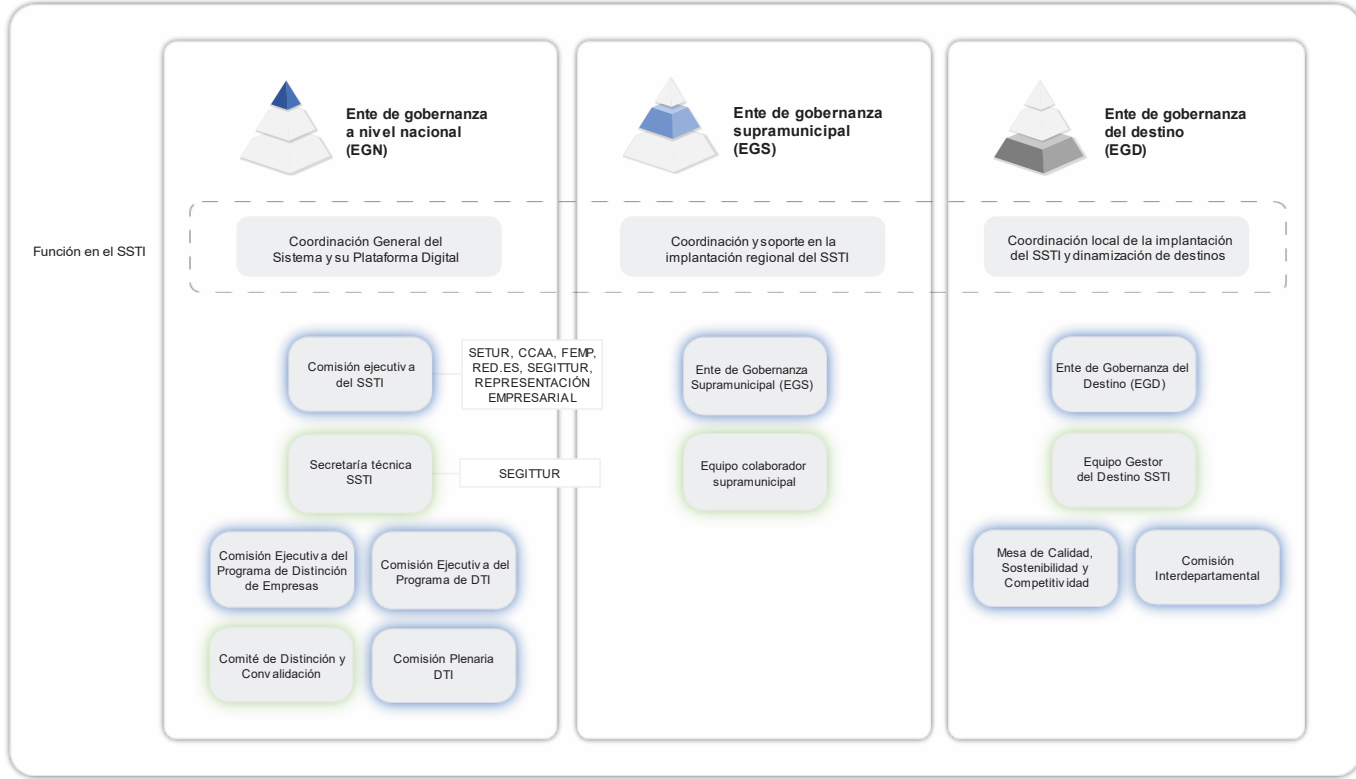 Ente de gobernanza
a nivel nacional
(EGN)
Ente de gobernanza
supramunicipal
(EGS)
Ente de gobernanza
del destino
(EGD)
Función en el SSTI
Coordinación General del
Sistema y su Plataforma Digital
Coordinación y soporte en la
implantación regional del SSTI
Coordinación local de la implantación
del SSTI y dinamización de destinos
Comisión ejecutiva
del SSTI
SETUR, CCAA, FEMP,
RED.ES, SEGITTUR,
REPRESENTACIÓN
EMPRESARIAL
Ente de Gobernanza
Supramunicipal (EGS)
Ente de Gobernanza del
Destino (EGD)
Secretaría técnica
SSTI
SEGITTUR
Equipo colaborador
supramunicipal
Equipo Gestor
del Destino SSTI
Comisión Ejecutiva del
Programa de Distinción
de Empresas
Comisión Ejecutiva del
Programa de DTI
Mesa de Calidad,
Sostenibilidad y
Competitividad
Comisión
Interdepartamental
Comité de Distinción y
Convalidación
Comisión Plenaria
DTI